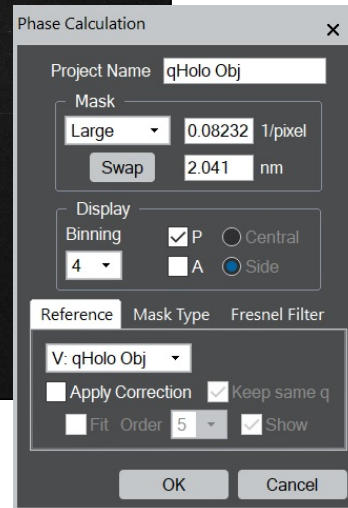 Phase Calculation
Project Name qHolo Obj
Mask
Large 0.08232 1/pixel
Swap 2.041 nm
Display
Binning P Central
4 A Side
Reference Mask Type Fresnel Filter
V: qHolo Obj
Apply Correction Keep same q
Fit Order 5 Show
OK Cancel